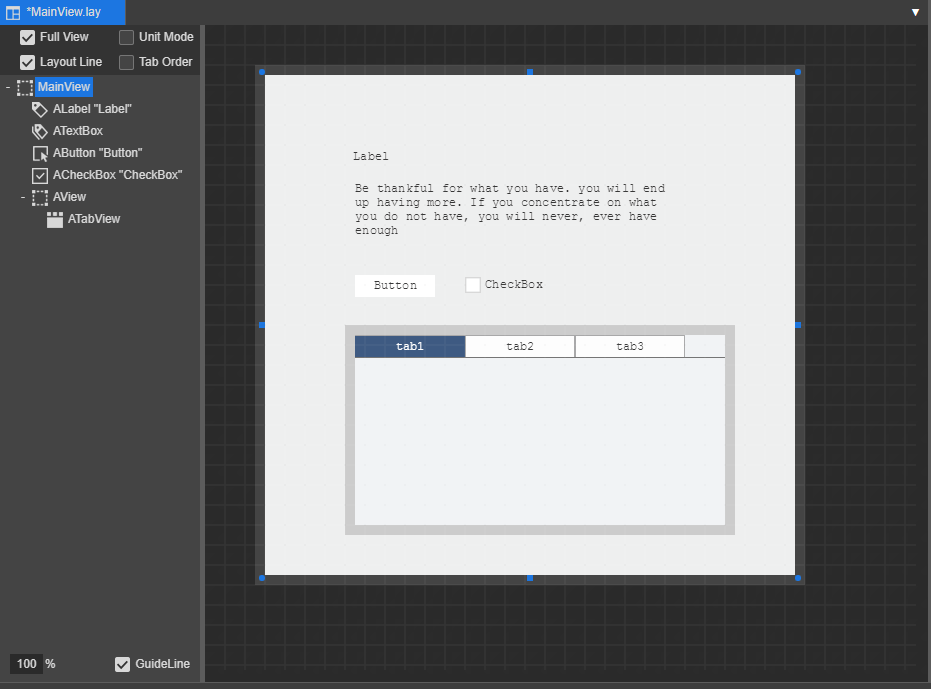 *MainView.lay
Full View
Unit Mode
Layout Line
Tab Order
- MainView
ALabel "Label"
ATextBox
AButton "Button"
ACheckBox "CheckBox"
- AView
ATabView
Label
Be thankful for what you have. you will end
up having more. If you concentrate on what
you do not have, you will never, ever have
enough
Button
CheckBox
tab1 tab2 tab3
100 %
GuideLine